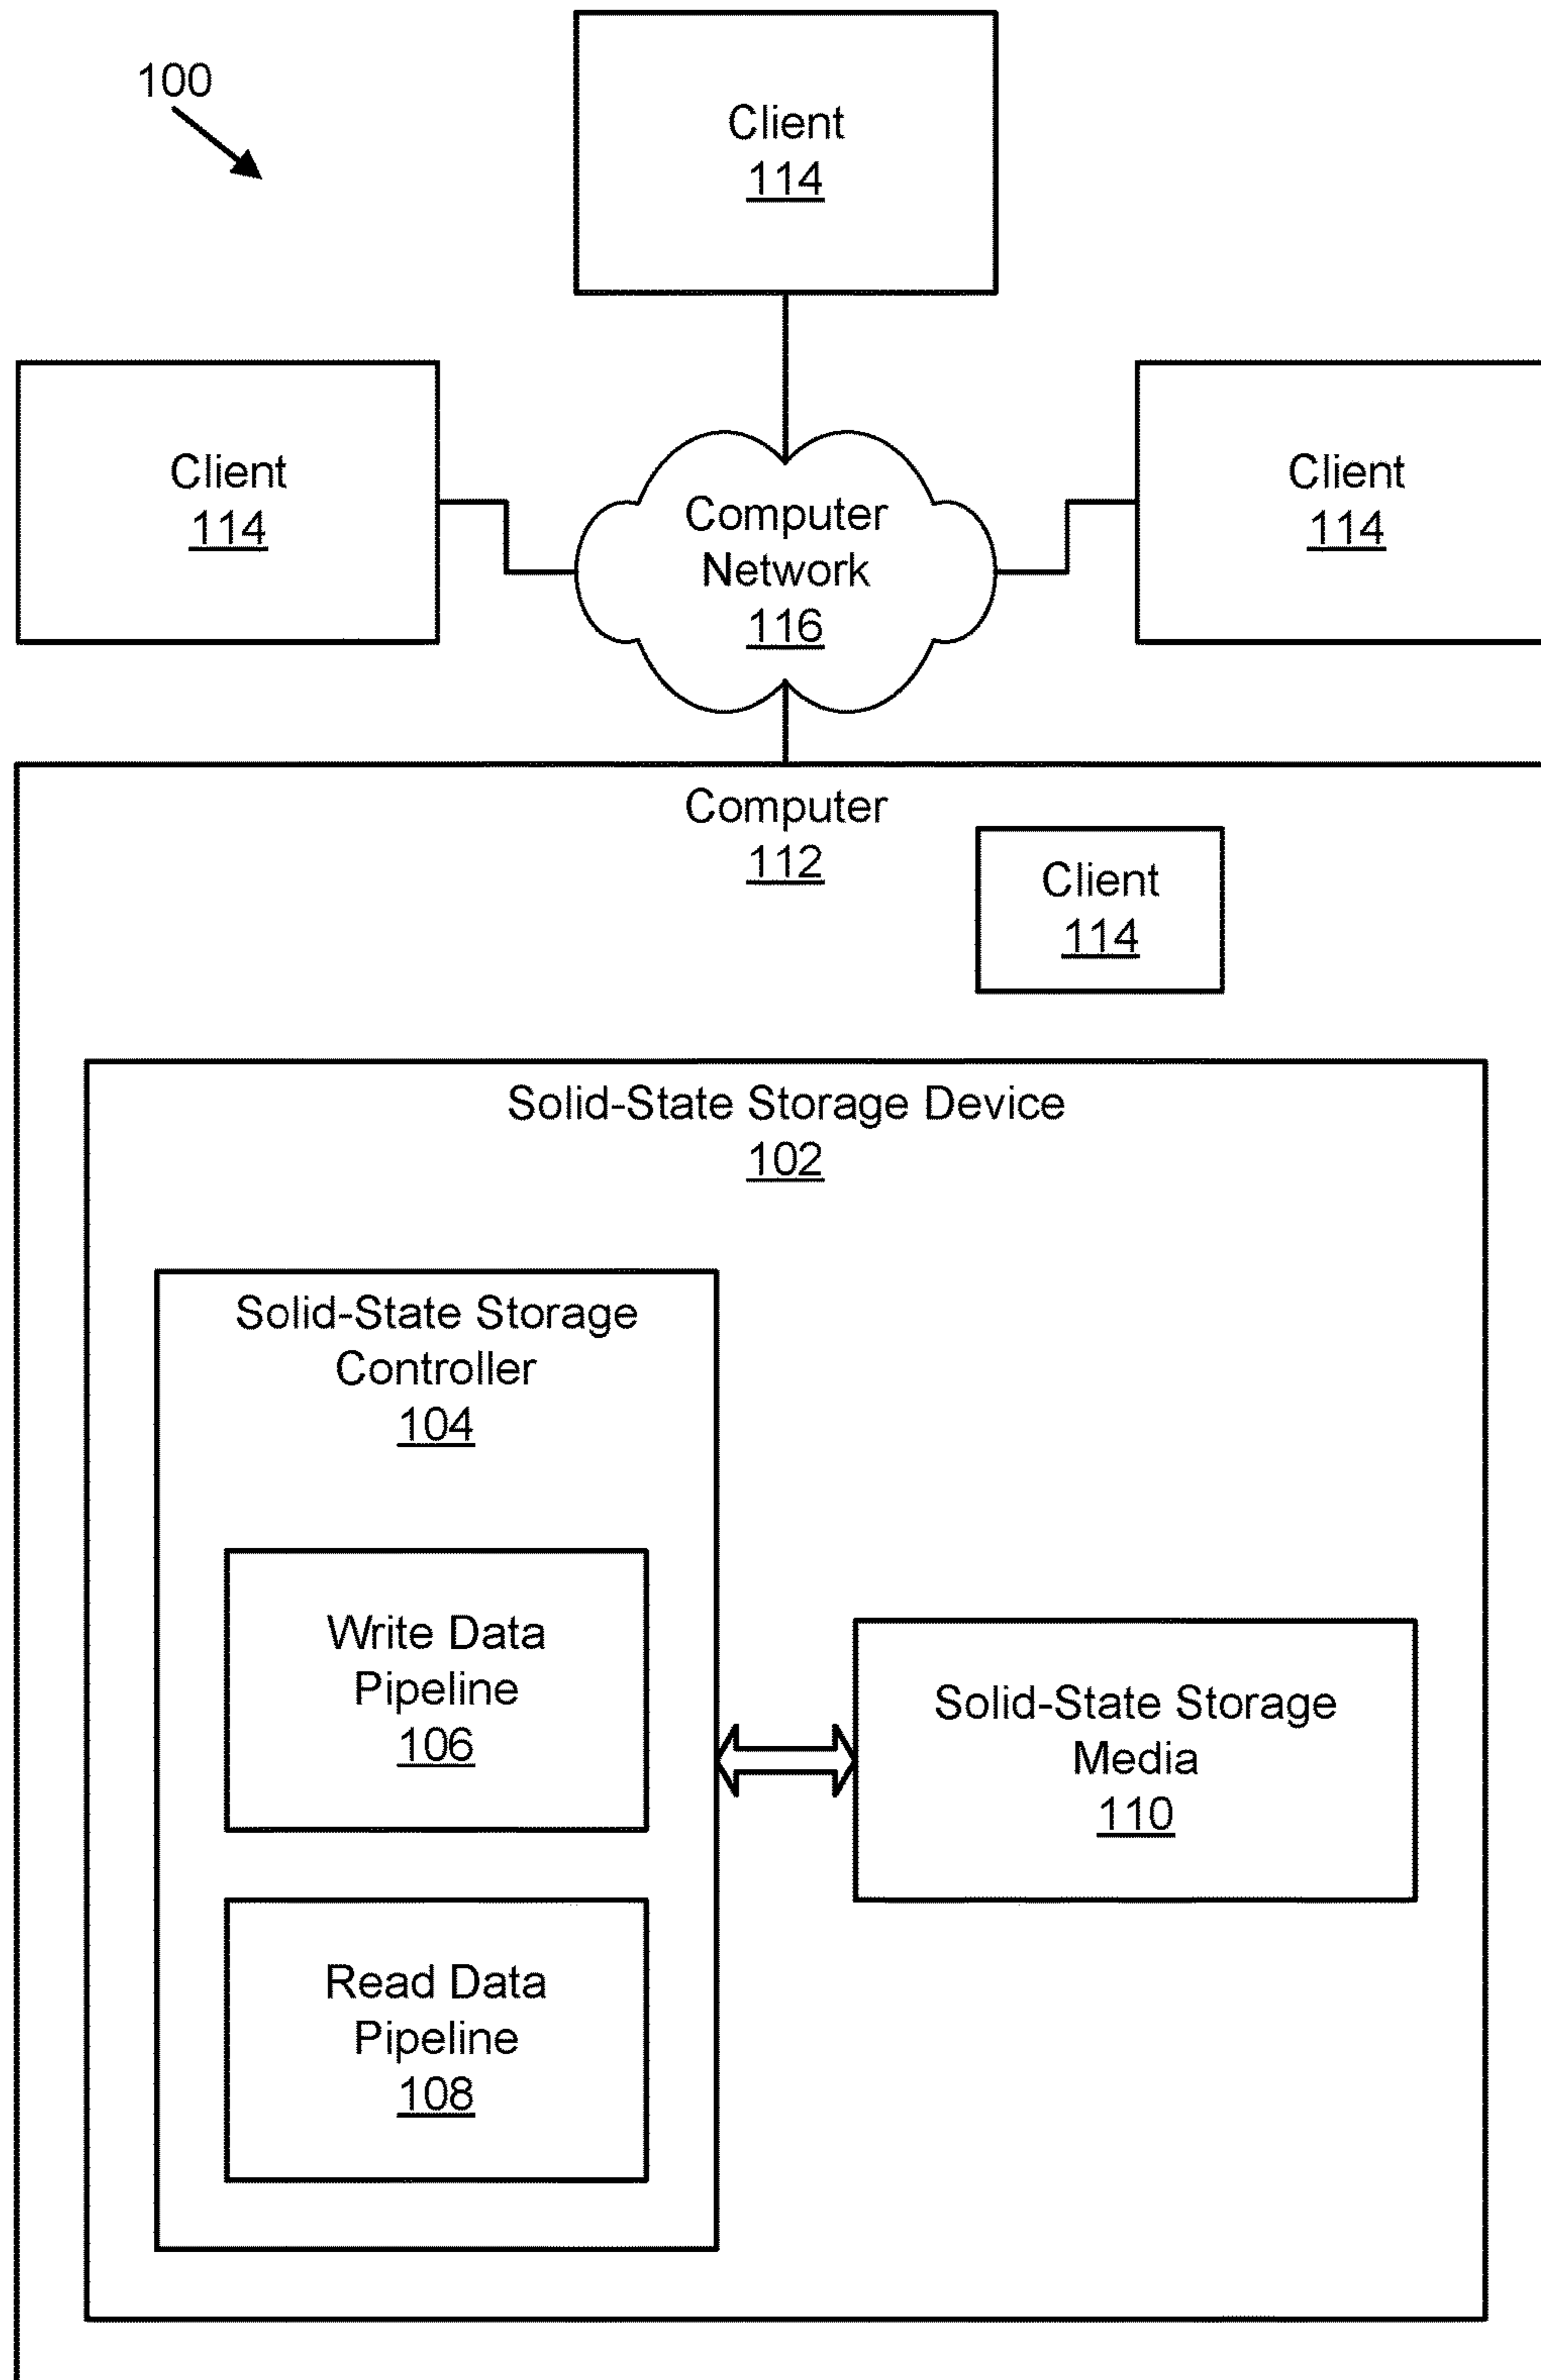 100
Client
114
Client
114
Computer
Network
116
Client
114
Computer
112
Client
114
Solid-State Storage Device
102
Solid-State Storage
Controller
104
Write Data
Pipeline
106
Solid-State Storage
Media
110
Read Data
Pipeline
108